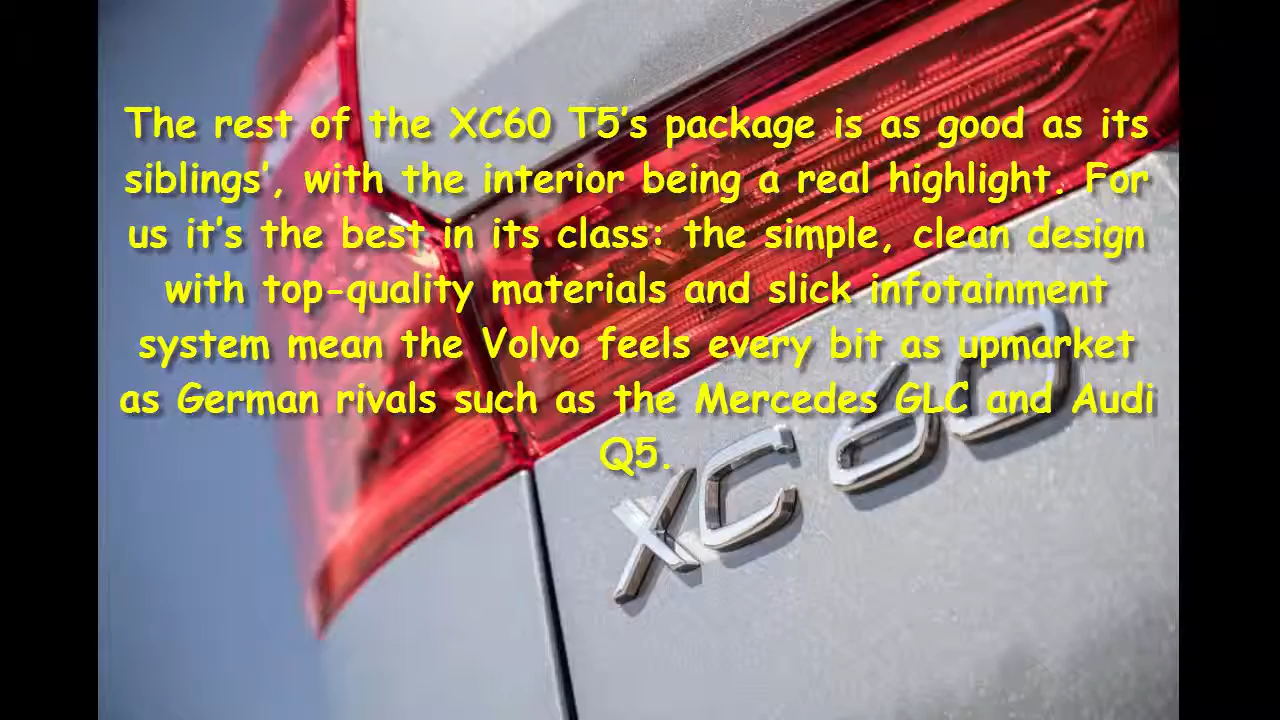 The rest of the XC60 T5's package is as good as its
siblings', with the interior being a real highlight. For
us it's the best in its class: the simple, clean design
with top-quality materials and slick infotainment
system mean the Volvo feels every bit as upmarket
as German rivals such as the Mercedes GLC and Audi
Q5.
XC60